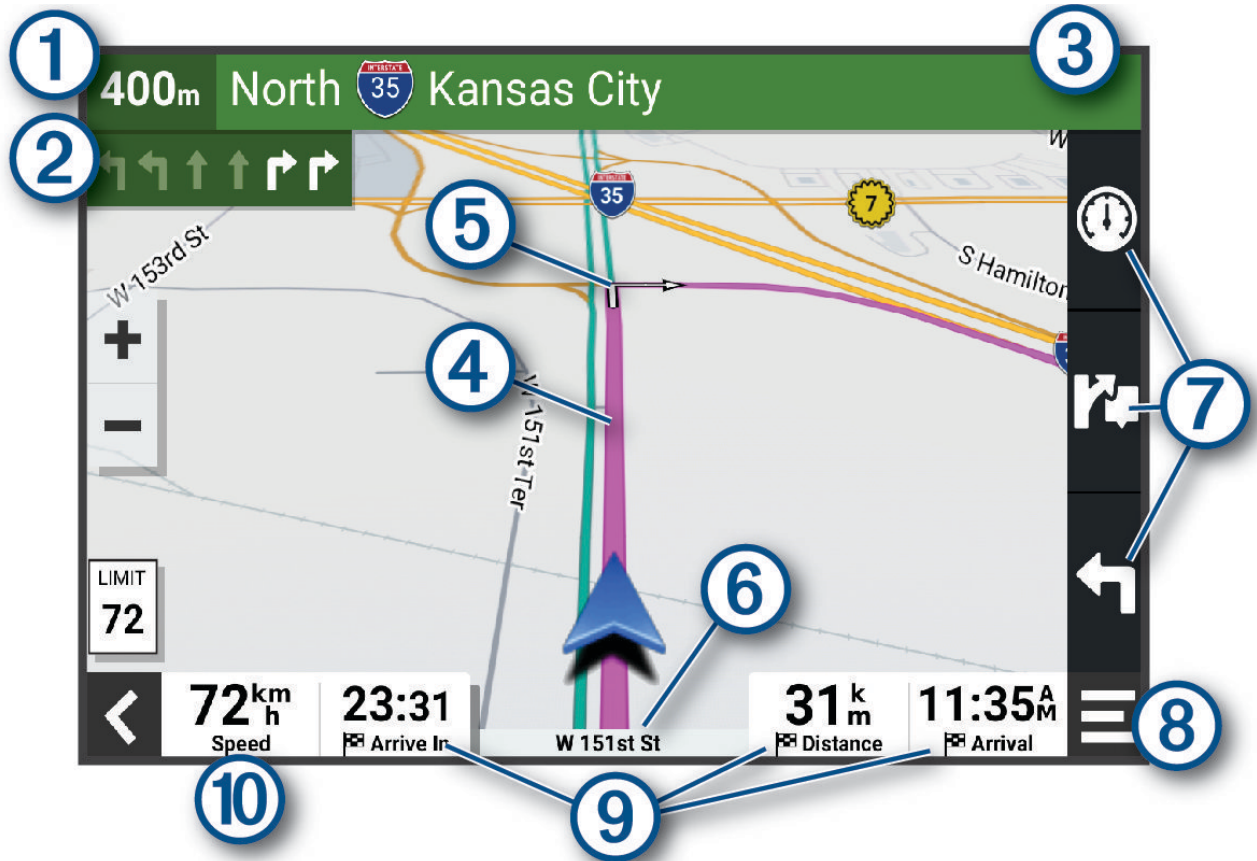 1
3
400m North INTERSTATE 35 Kansas City
2
W
INTERSTATE 35
7
5
W 153rd St
S Hamilton
4
7
W 151st Ter
LIMIT
72
6
72 km h
Speed
23:31
Arrive In
W 151st St
31 k m
Distance
11:35 AM
Arrival
8
10
9